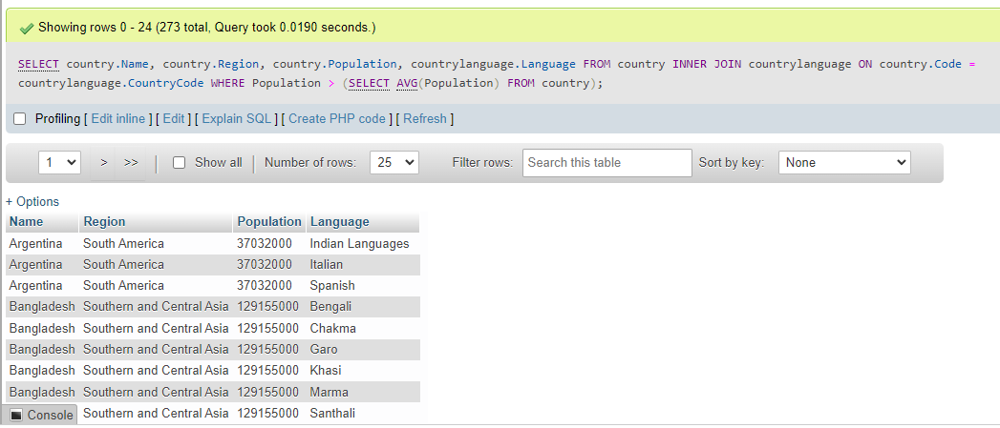 Showing rows 0 - 24 (273 total, Query took 0.0190 seconds.)
SELECT country.Name, country.Region, country.Population, countrylanguage.Language FROM country INNER JOIN countrylanguage ON country.Code =
countrylanguage.CountryCode WHERE Population > (SELECT AVG(Population) FROM country);
Profiling [ Edit inline ] [ Edit ] [ Explain SQL ] [ Create PHP code ] [ Refresh ]
1 > >> Show all Number of rows: 25 Filter rows: Search this table Sort by key: None
+ Options
Name Region Population Language
Argentina South America 37032000 Indian Languages
Argentina South America 37032000 Italian
Argentina South America 37032000 Spanish
Bangladesh Southern and Central Asia 129155000 Bengali
Bangladesh Southern and Central Asia 129155000 Chakma
Bangladesh Southern and Central Asia 129155000 Garo
Bangladesh Southern and Central Asia 129155000 Khasi
Bangladesh Southern and Central Asia 129155000 Marma
Console Southern and Central Asia 129155000 Santhali